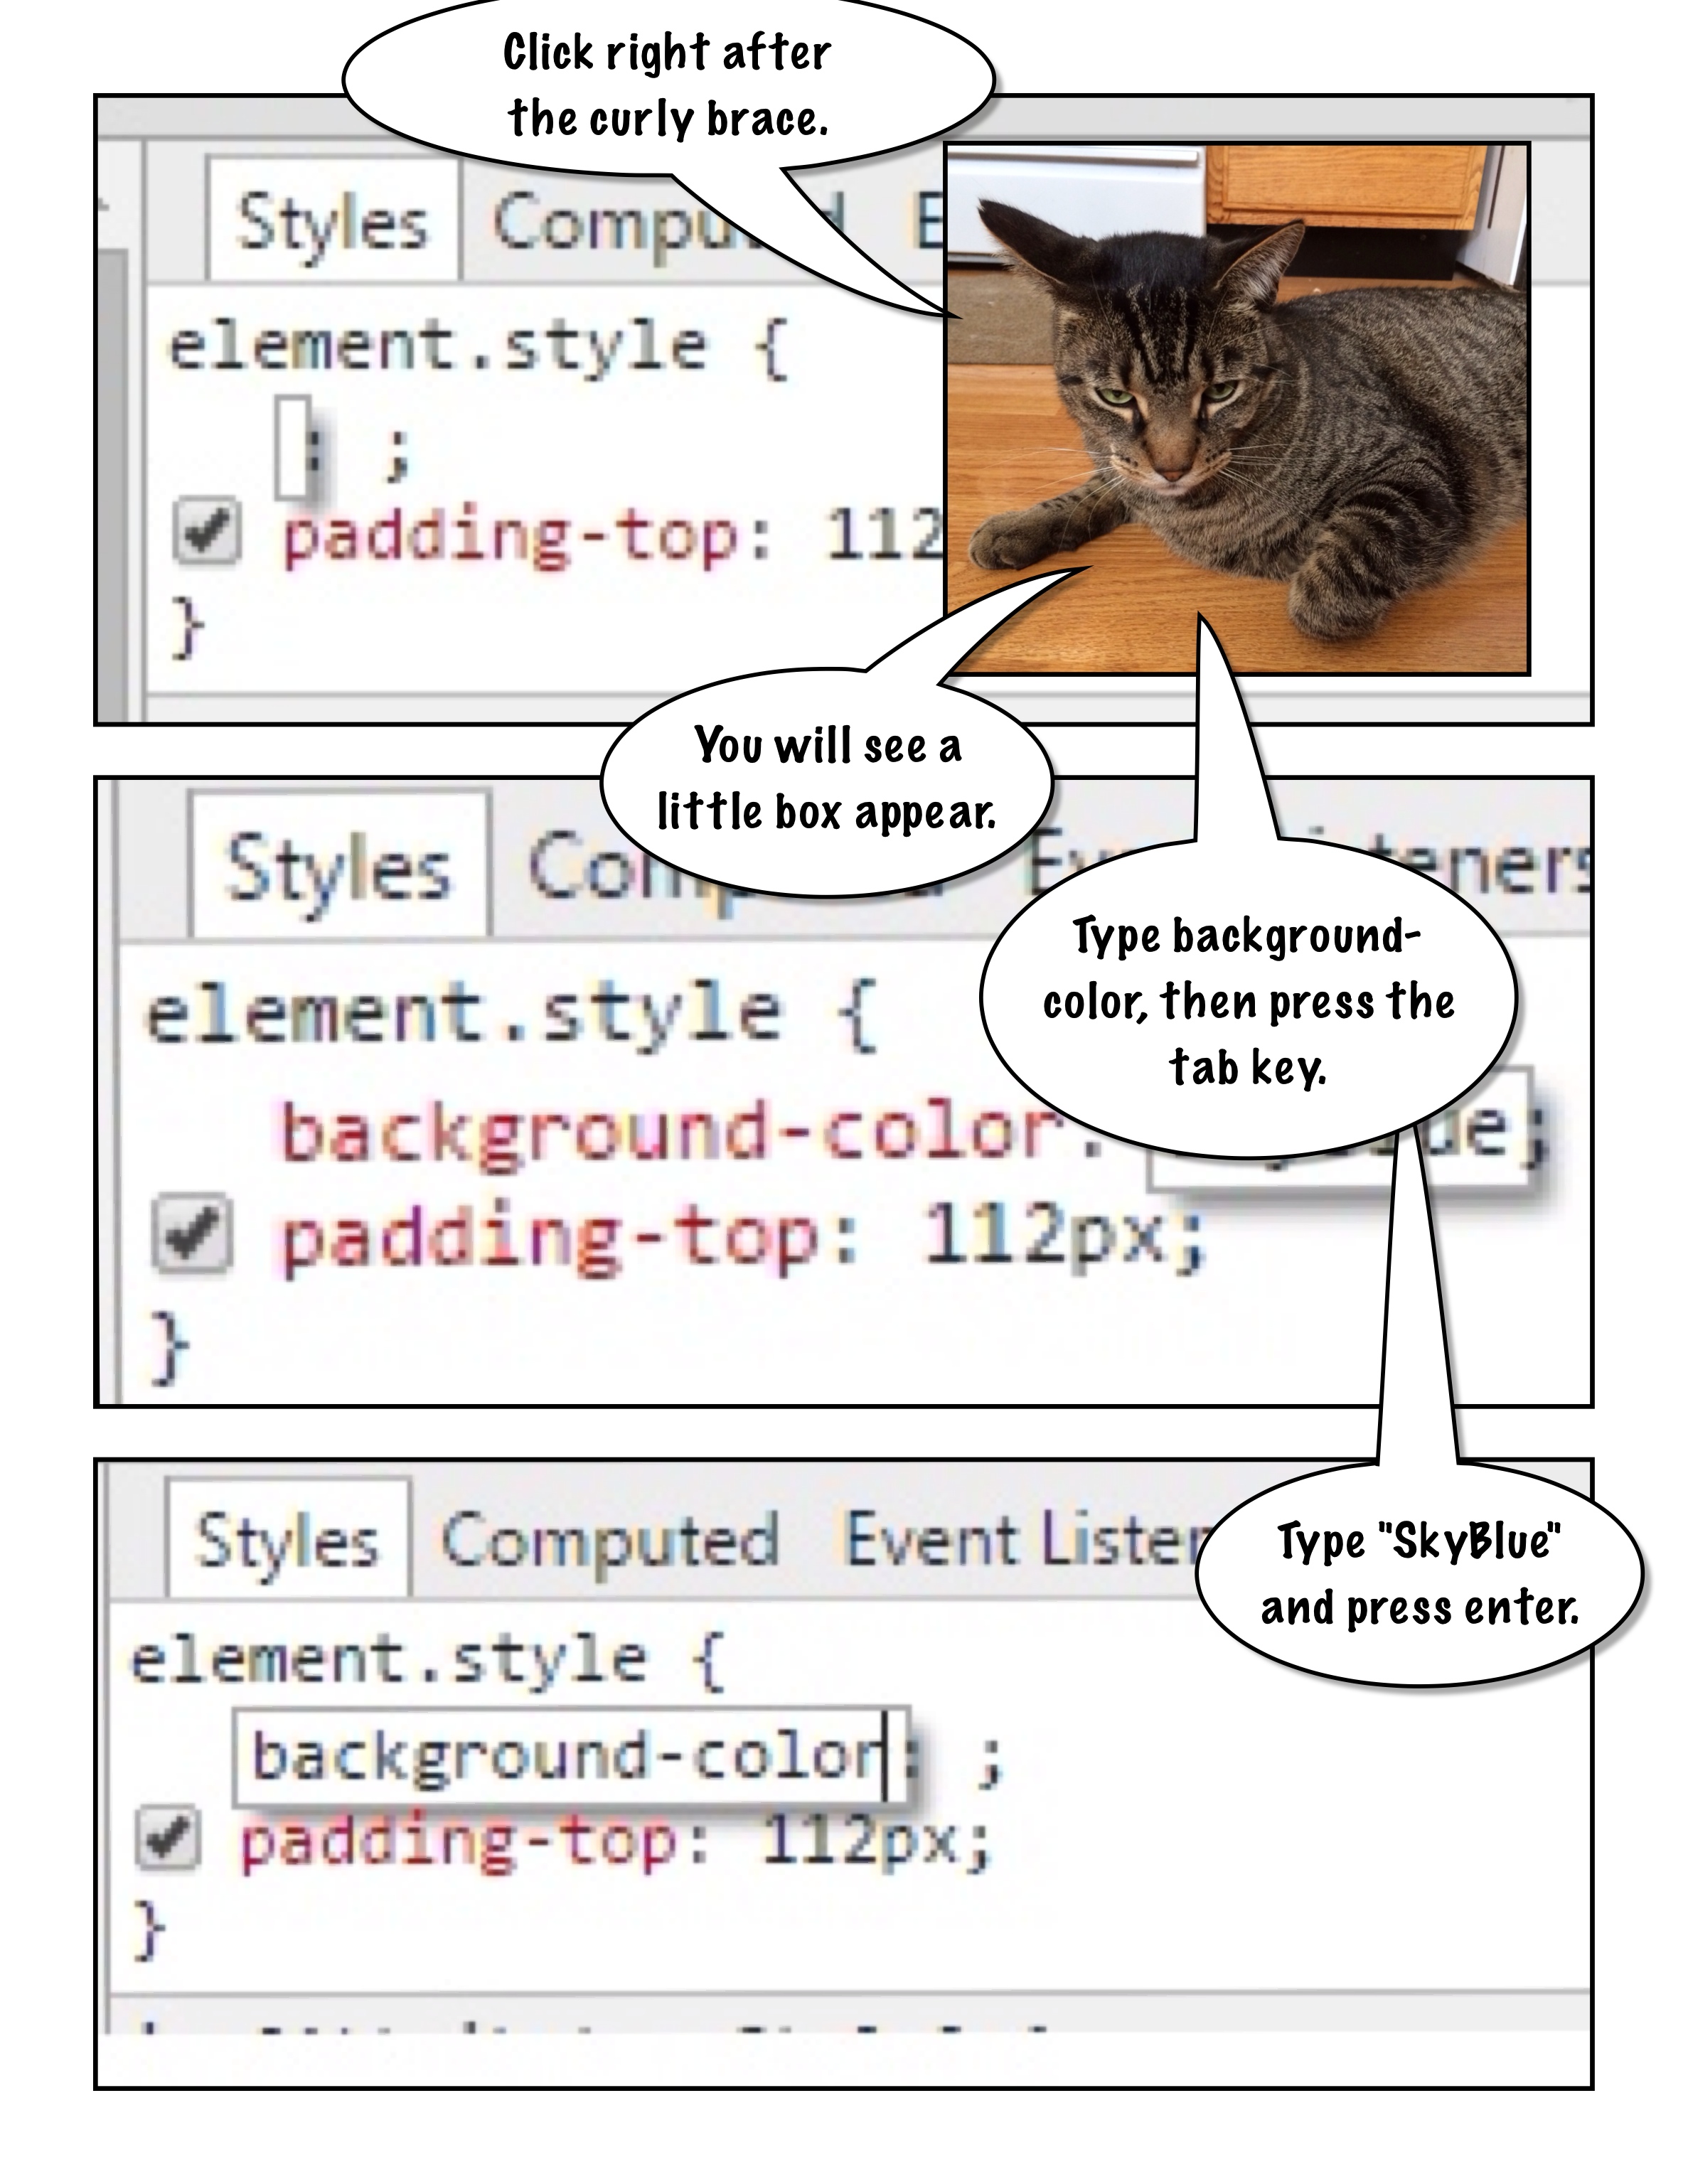 Click right after
the curly brace.
Styles
element.style {
: ;
padding-top: 112
}
You will see a
little box appear.
Styles
element.style {
Type background-
color, then press the
tab key.
background-color:
padding-top: 112px;
}
Styles Computed Event
element.style {
Type "SkyBlue"
and press enter.
background-color: ;
padding-top: 112px;
}